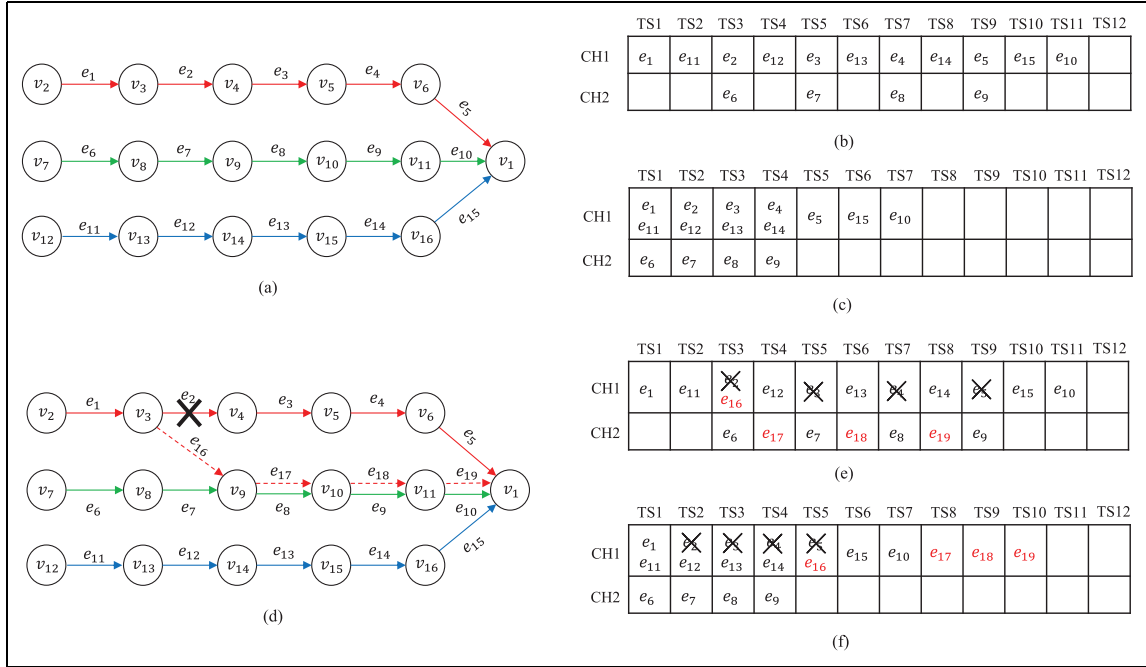 v2 e1 v3 e2 v4 e3 v5 e4 v6
e5
v7 e6 v8 e7 v9 e8 v10 e9 v11 e10 v1
e15
v12 e11 v13 e12 v14 e13 v15 e14 v16
(a)
TS1 TS2 TS3 TS4 TS5 TS6 TS7 TS8 TS9 TS10 TS11 TS12
CH1 e1 e11 e2 e12 e3 e13 e4 e14 e5 e15 e10
CH2 e6 e7 e8 e9
(b)
TS1 TS2 TS3 TS4 TS5 TS6 TS7 TS8 TS9 TS10 TS11 TS12
e1 e2 e3 e4
CH1 e5 e15 e10
e11 e12 e13 e14
CH2 e6 e7 e8 e9
(c)
v2 e1 v3 e2 v4 e3 v5 e4 v6
e16 e5
e17 e18 e19
v7 v8 v9 v10 v11 v1
e6 e7 e8 e9 e10
e15
v12 e11 v13 e12 v14 e13 v15 e14 v16
(d)
TS1 TS2 TS3 TS4 TS5 TS6 TS7 TS8 TS9 TS10 TS11 TS12
CH1 e1 e11 e2 e12 e3 e13 e4 e14 e5 e15 e10
e16
CH2 e6 e17 e7 e18 e8 e19 e9
(e)
TS1 TS2 TS3 TS4 TS5 TS6 TS7 TS8 TS9 TS10 TS11 TS12
e1 e2 e3 e4 e5
CH1 e15 e10 e17 e18 e19
e11 e12 e13 e14 e16
CH2 e6 e7 e8 e9
(f)